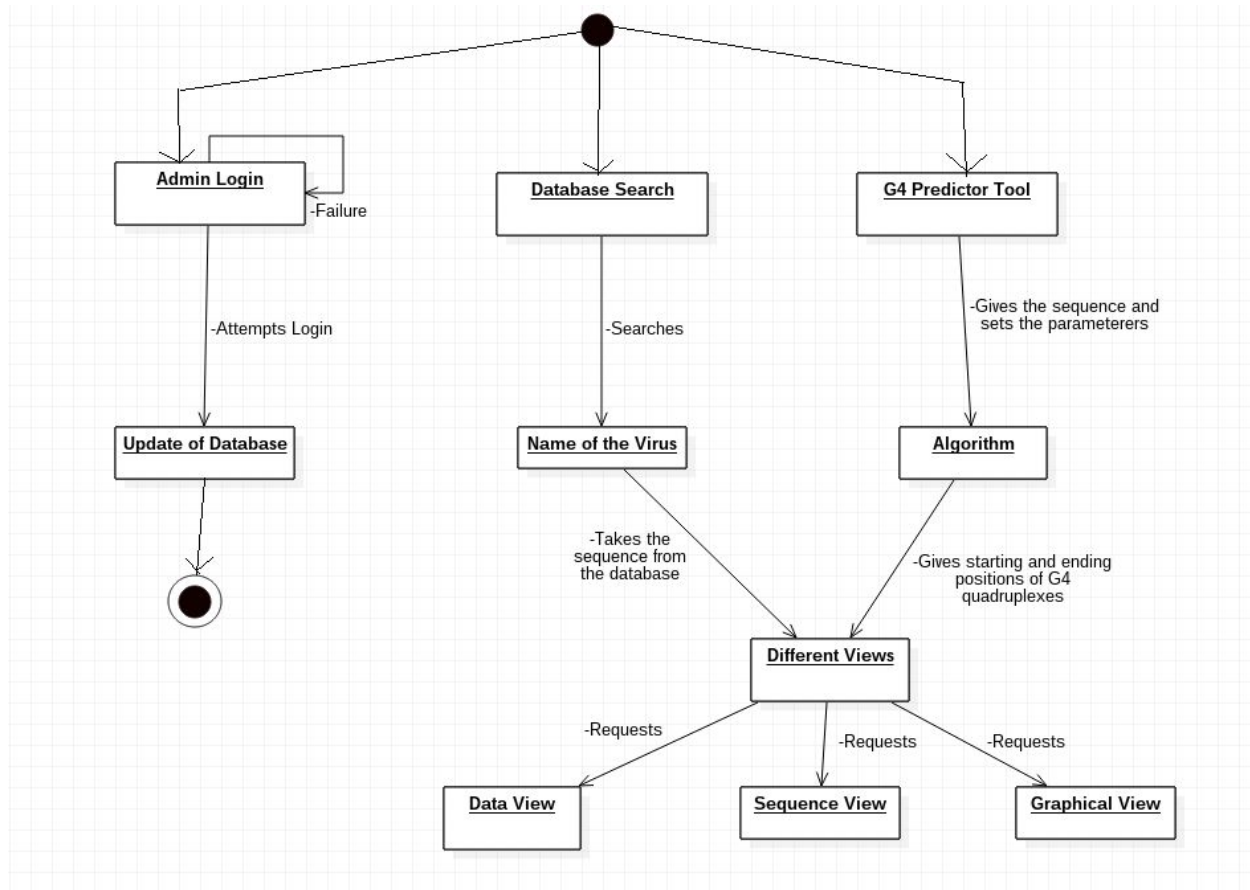 Admin Login
-Failure
Database Search
G4 Predictor Tool
-Attempts Login
-Searches
-Gives the sequence and
sets the parameterers
Update of Database
Name of the Virus
Algorithm
-Takes the
sequence from
the database
-Gives starting and ending
positions of G4
quadruplexes
Different Views
-Requests
-Requests
-Requests
Data View
Sequence View
Graphical View